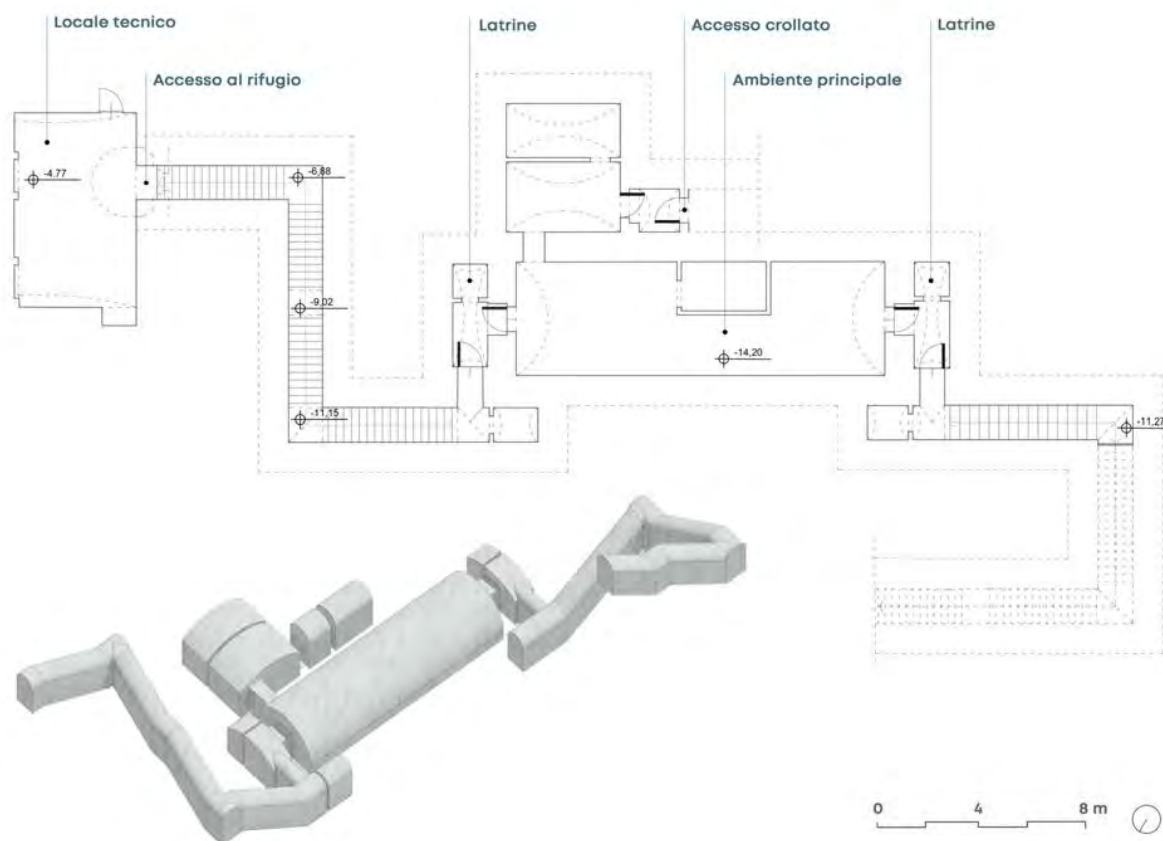 Locale tecnico
Latrine
Accesso crollato
Latrine
Accesso al rifugio
Ambiente principale
-4.77
-6,88
-9,02
-14,20
-11,15
-11,27
0 4 8 m